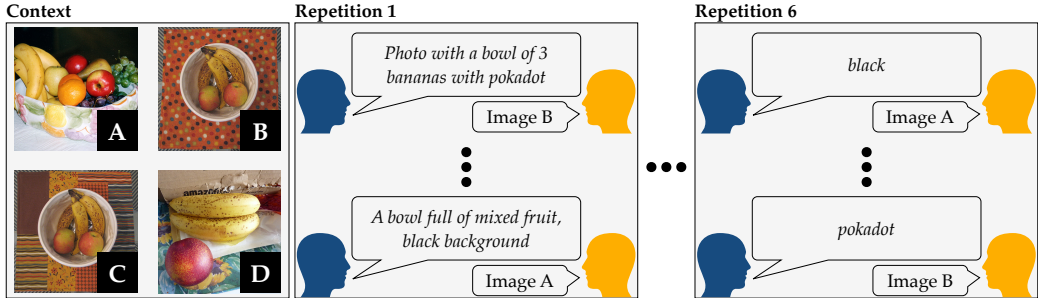 Context
A
B
C
amazon
D
Repetition 1
Photo with a bowl of 3
bananas with pokadot
Image B
A bowl full of mixed fruit,
black background
Image A
Repetition 6
black
Image A
pokadot
Image B